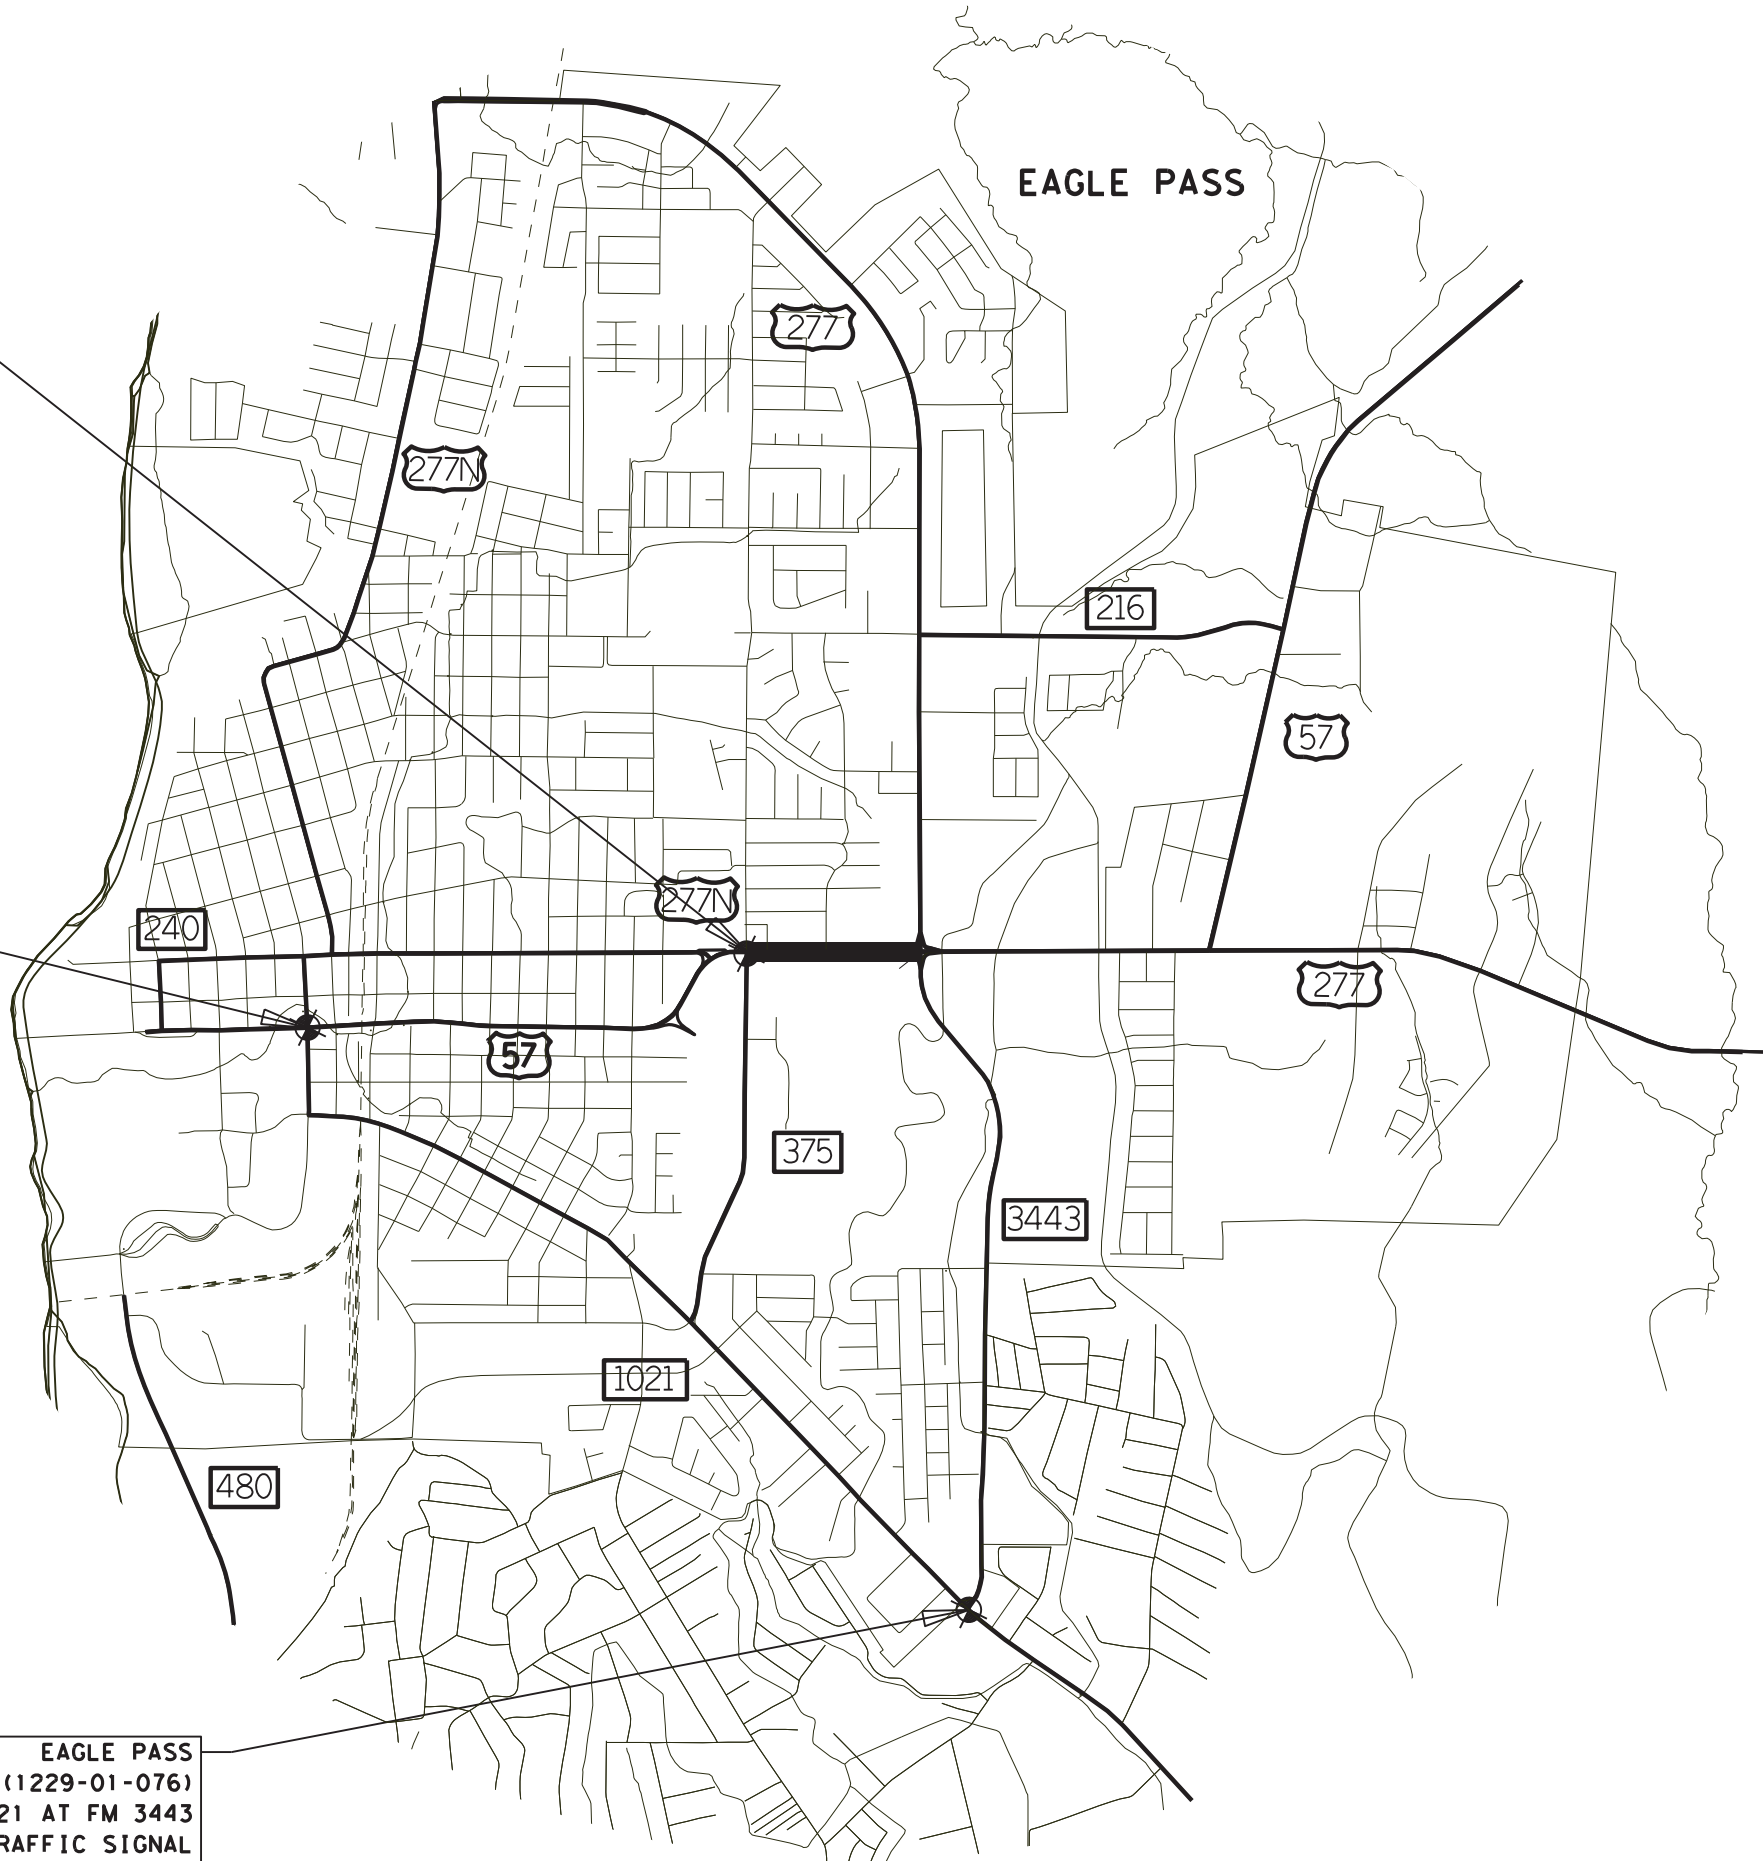 EAGLE PASS
277
277N
216
57
277N
240
277
57
375
3443
1021
480
EAGLE PASS
(1229-01-076)
21 AT FM 3443
RAFFIC SIGNAL